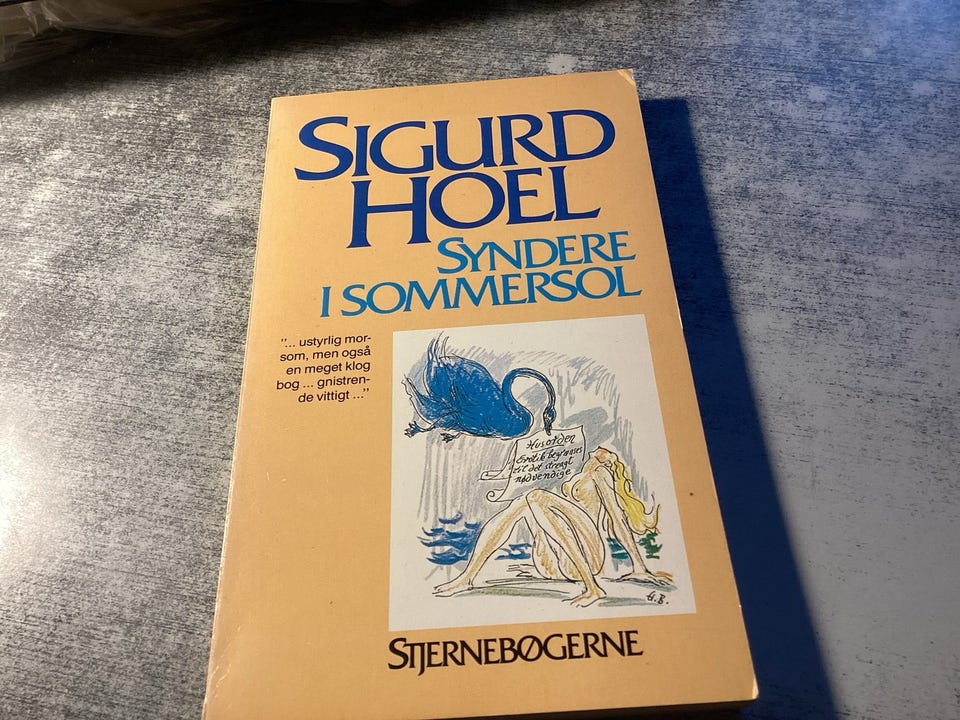 SIGURD
HOEL
SYNDERE
I SOMMERSOL
"... ustyrlig mor-
som, men også
en meget klog
bog ... gnistren-
de vittigt ..."
Husorden
Erotik begrænses
til det strengt
nødvendige
H.B.
STJERNEBØGERNE